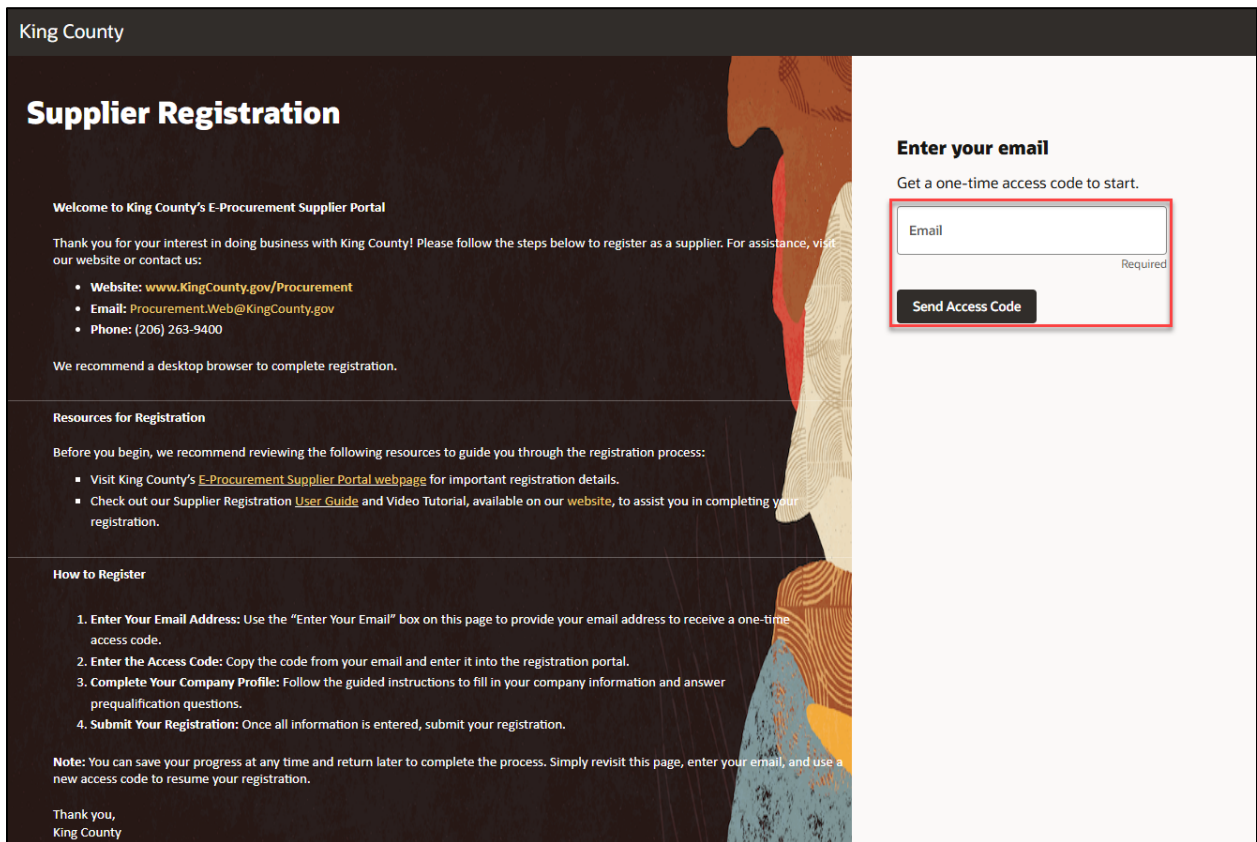 King County
Supplier Registration
Welcome to King County's E-Procurement Supplier Portal
Thank you for your interest in doing business with King County! Please follow the steps below to register as a supplier. For assistance, visit
our website or contact us:
• Website: www.KingCounty.gov/Procurement
• Email: Procurement.Web@KingCounty.gov
• Phone: (206) 263-9400
We recommend a desktop browser to complete registration.
Resources for Registration
Before you begin, we recommend reviewing the following resources to guide you through the registration process:
▪ Visit King County's E-Procurement Supplier Portal webpage for important registration details.
▪ Check out our Supplier Registration User Guide and Video Tutorial, available on our website, to assist you in completing your
registration.
How to Register
1. Enter Your Email Address: Use the “Enter Your Email” box on this page to provide your email address to receive a one-time
access code.
2. Enter the Access Code: Copy the code from your email and enter it into the registration portal.
3. Complete Your Company Profile: Follow the guided instructions to fill in your company information and answer
prequalification questions.
4. Submit Your Registration: Once all information is entered, submit your registration.
Note: You can save your progress at any time and return later to complete the process. Simply revisit this page, enter your email, and use a
new access code to resume your registration.
Thank you,
King County
Enter your email
Get a one-time access code to start.
Email
Required
Send Access Code